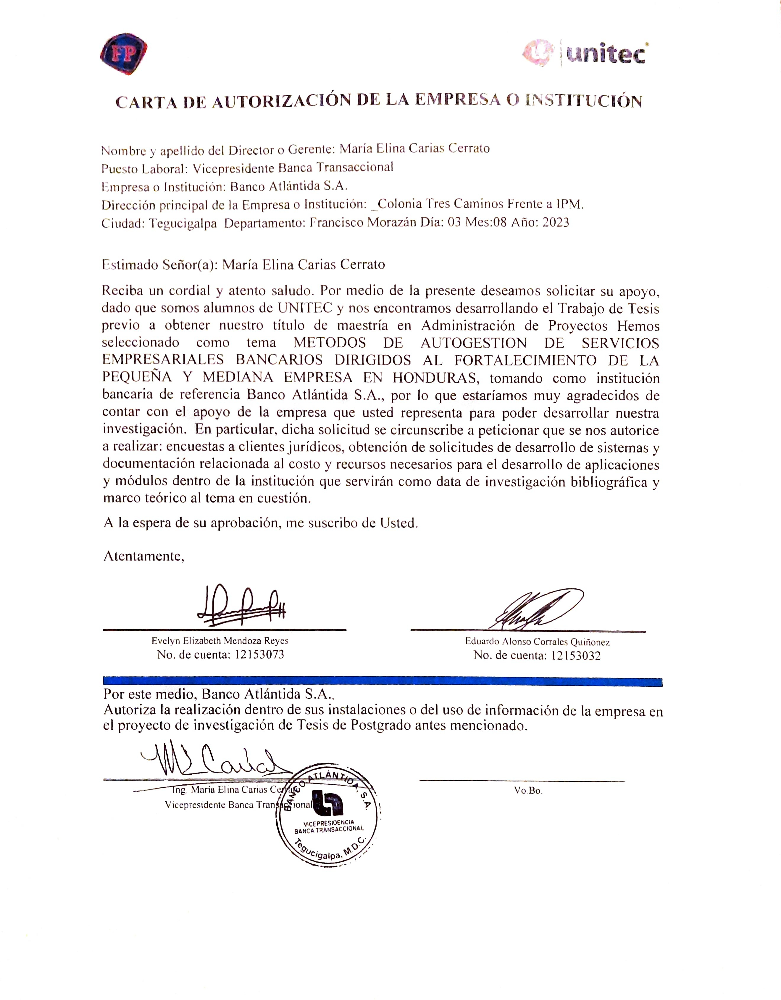 FP
unitec
CARTA DE AUTORIZACIÓN DE LA EMPRESA O INSTITUCIÓN
Nombre y apellido del Director o Gerente: María Elina Carias Cerrato
Puesto Laboral: Vicepresidente Banca Transaccional
Empresa o Institución: Banco Atlántida S.A.
Dirección principal de la Empresa o Institución: _Colonia Tres Caminos Frente a IPM.
Ciudad: Tegucigalpa  Departamento: Francisco Morazán Día: 03 Mes:08 Año: 2023
Estimado Señor(a): María Elina Carias Cerrato
Reciba un cordial y atento saludo. Por medio de la presente deseamos solicitar su apoyo,
dado que somos alumnos de UNITEC y nos encontramos desarrollando el Trabajo de Tesis
previo a obtener nuestro título de maestría en Administración de Proyectos Hemos
seleccionado como tema METODOS DE AUTOGESTION DE SERVICIOS
EMPRESARIALES BANCARIOS DIRIGIDOS AL FORTALECIMIENTO DE LA
PEQUEÑA Y MEDIANA EMPRESA EN HONDURAS, tomando como institución
bancaria de referencia Banco Atlántida S.A., por lo que estaríamos muy agradecidos de
contar con el apoyo de la empresa que usted representa para poder desarrollar nuestra
investigación.  En particular, dicha solicitud se circunscribe a peticionar que se nos autorice
a realizar: encuestas a clientes jurídicos, obtención de solicitudes de desarrollo de sistemas y
documentación relacionada al costo y recursos necesarios para el desarrollo de aplicaciones
y módulos dentro de la institución que servirán como data de investigación bibliográfica y
marco teórico al tema en cuestión.
A la espera de su aprobación, me suscribo de Usted.
Atentamente,
Evelyn Elizabeth Mendoza Reyes
No. de cuenta: 12153073
Eduardo Alonso Corrales Quiñonez
No. de cuenta: 12153032
Por este medio, Banco Atlántida S.A.,
Autoriza la realización dentro de sus instalaciones o del uso de información de la empresa en
el proyecto de investigación de Tesis de Postgrado antes mencionado.
Ing. María Elina Carias Cerrato
Vicepresidente Banca Transaccional
Vo Bo.
BANCO ATLÁNTIDA, S.A.
VICEPRESIDENCIA
BANCA TRANSACCIONAL
Tegucigalpa, M.D.C.